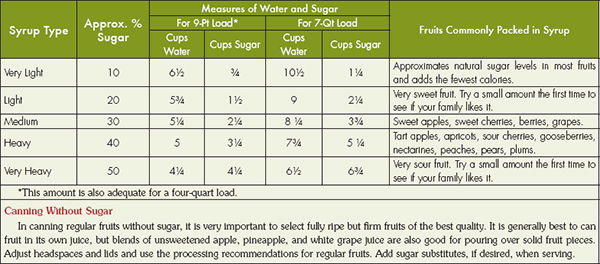 Measures of Water and Sugar
Syrup Type Approx. % Sugar For 9-Pt Load* For 7-Qt Load Fruits Commonly Packed in Syrup
Cups Water Cups Sugar Cups Water Cups Sugar
Very Light 10 6½ ¾ 10½ 1¼ Approximates natural sugar levels in most fruits
and adds the fewest calories.
Light 20 5¾ 1½ 9 2¼ Very sweet fruit. Try a small amount the first time to
see if your family likes it.
Medium 30 5¼ 2¼ 8 ¼ 3¾ Sweet apples, sweet cherries, berries, grapes.
Heavy 40 5 3¼ 7¾ 5 ¼ Tart apples, apricots, sour cherries, gooseberries,
nectarines, peaches, pears, plums.
Very Heavy 50 4¼ 4¼ 6½ 6¾ Very sour fruit. Try a small amount the first time to
see if your family likes it.
*This amount is also adequate for a four-quart load.
Canning Without Sugar
In canning regular fruits without sugar, it is very important to select fully ripe but firm fruits of the best quality. It is generally best to can
fruit in its own juice, but blends of unsweetened apple, pineapple, and white grape juice are also good for pouring over solid fruit pieces.
Adjust headspaces and lids and use the processing recommendations for regular fruits. Add sugar substitutes, if desired, when serving.